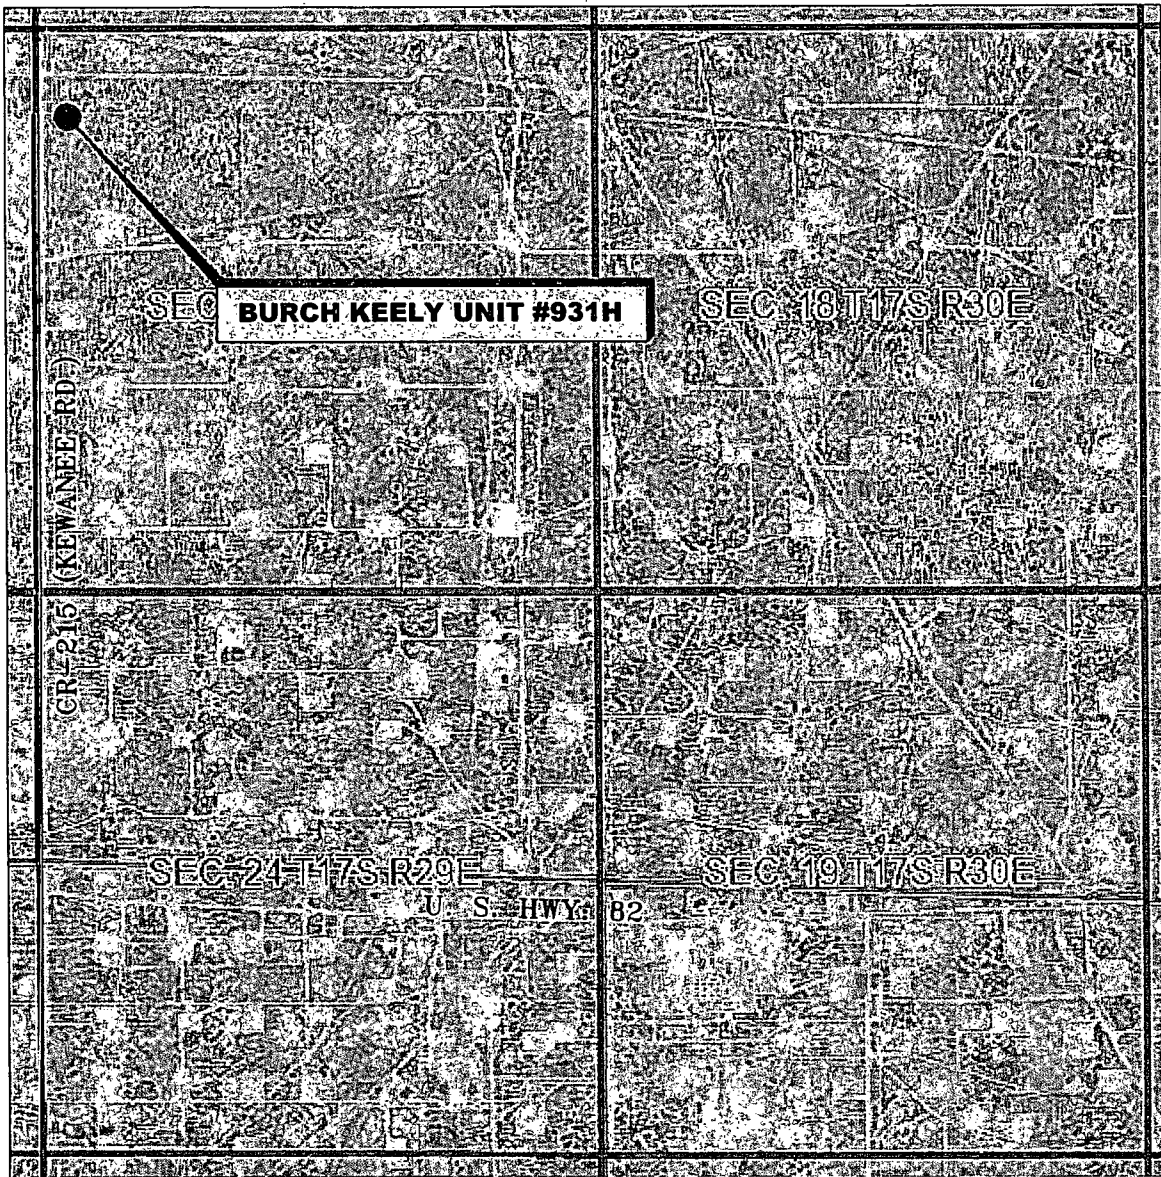 SEC.
BURCH KEELY UNIT #931H
SEC. 18 T17S R30E
CR-215 (KEWANEE RD.)
SEC. 24 T17S R29E
SEC. 19 T17S R30E
U. S. HWY. 82